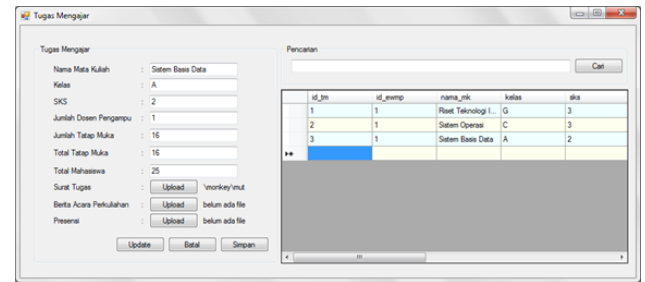 Tugas Mengajar
Tugas Mengajar
Nama Mata Kuliah : Sistem Basis Data
Kelas : A
SKS : 2
Jumlah Dosen Pengampu : 1
Jumlah Tatap Muka : 16
Total Tatap Muka : 16
Total Mahasiswa : 25
Surat Tugas : Upload \monkey\mut
Berita Acara Perkuliahan : Upload belum ada file
Presensi : Upload belum ada file
Update Batal Simpan
Pencarian
Cari
id_tm id_ewmp nama_mk kelas sks
1 1 Riset Teknologi I... G 3
2 1 Sistem Operasi C 3
3 1 Sistem Basis Data A 2